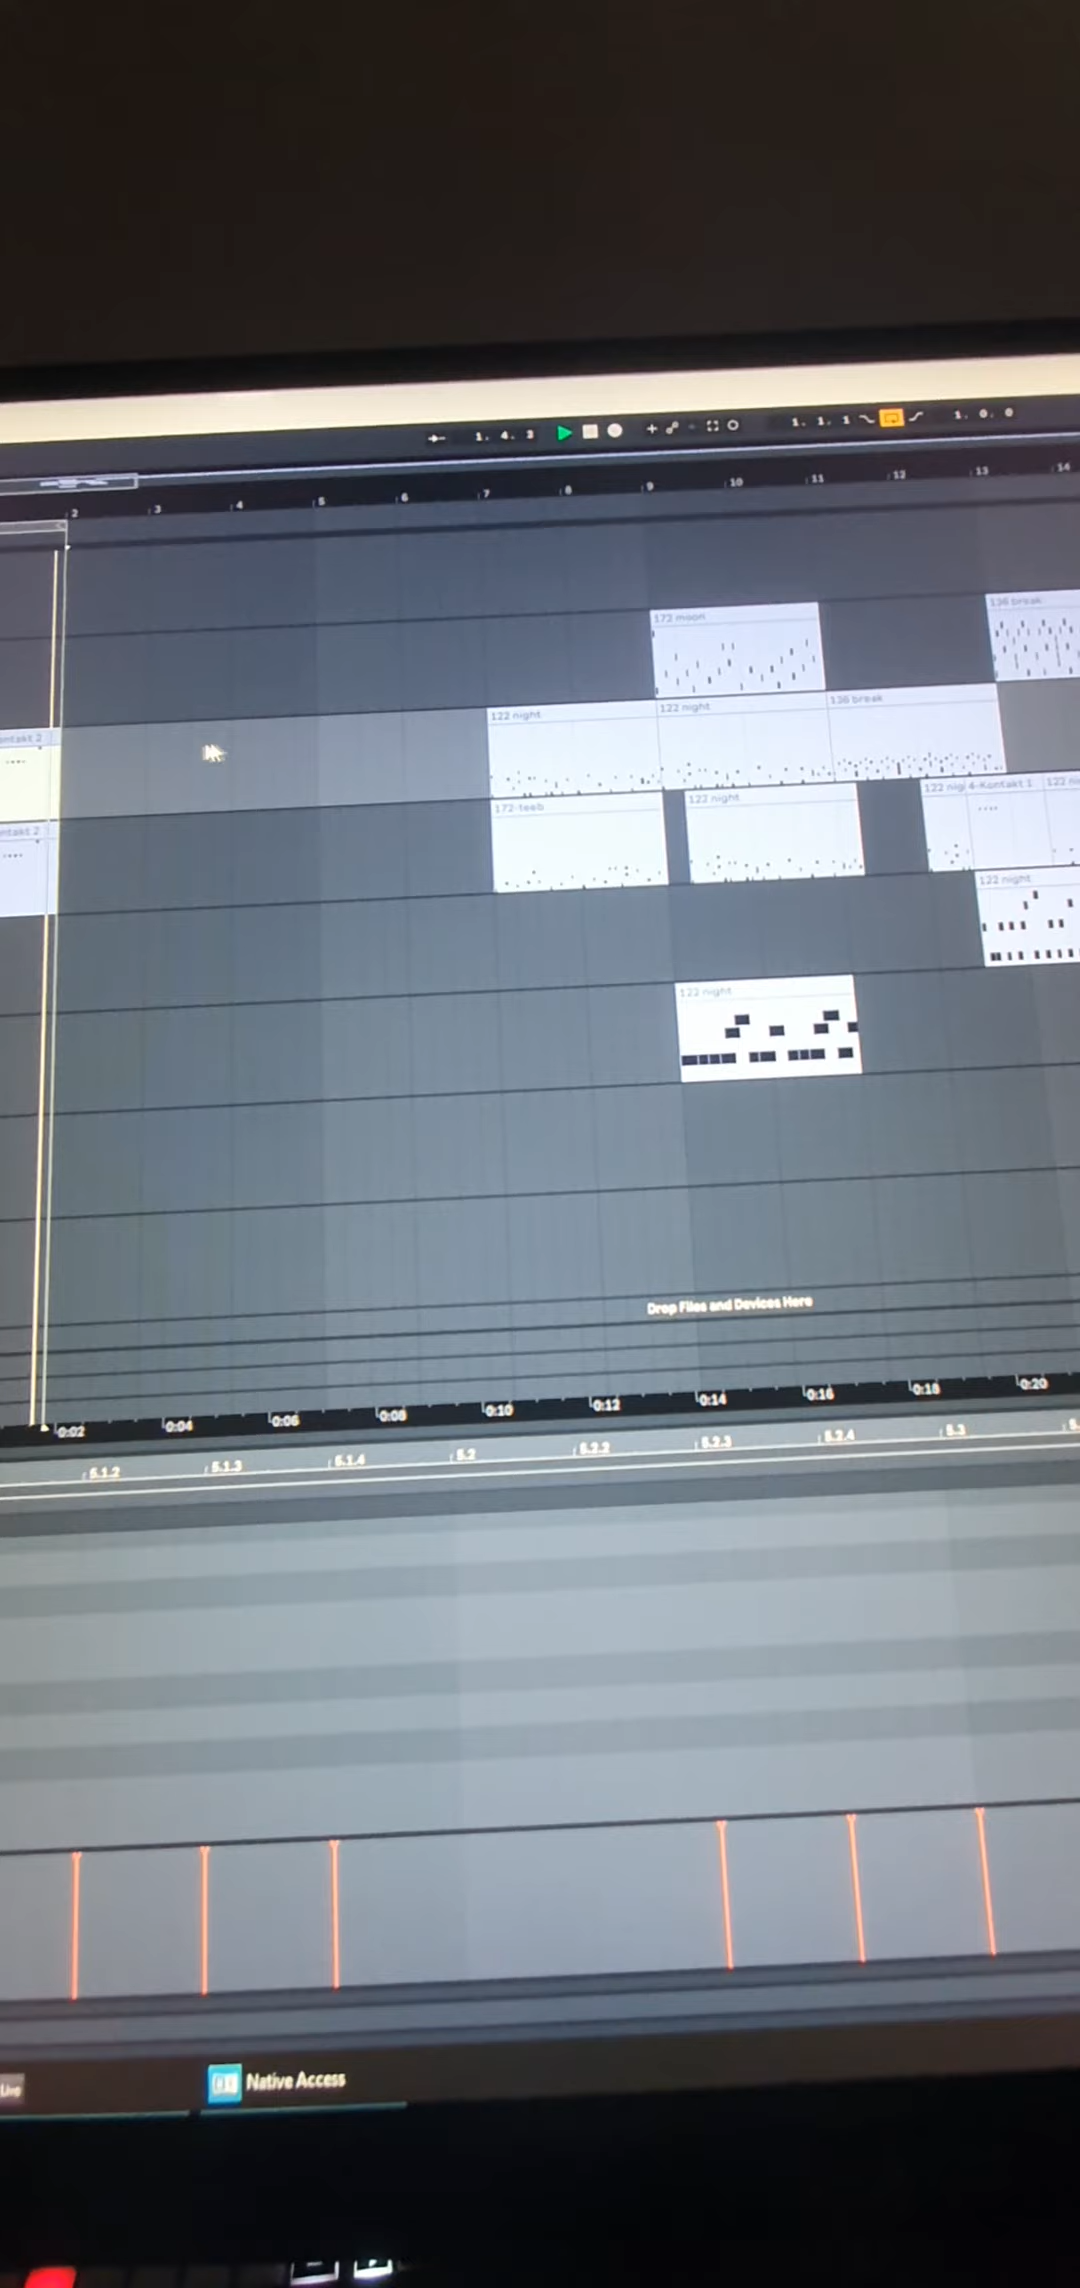 1. 4. 3 1. 1. 1 1. 0. 0
2 3 4 5 6 7 8 9 10 11 12 13 14
172 moon
136 break
122 night
122 night
136 break
ontakt 2
172-teeb
122 night
122 nig
4-Kontakt 1
122 ni
ntakt 2
122 night
122 night
Drop Files and Devices Here
0:02 0:04 0:06 0:08 0:10 0:12 0:14 0:16 0:18 0:20
5.1.2 5.1.3 5.1.4 5.2 5.2.2 5.2.3 5.2.4 5.3 5.
Live
Native Access